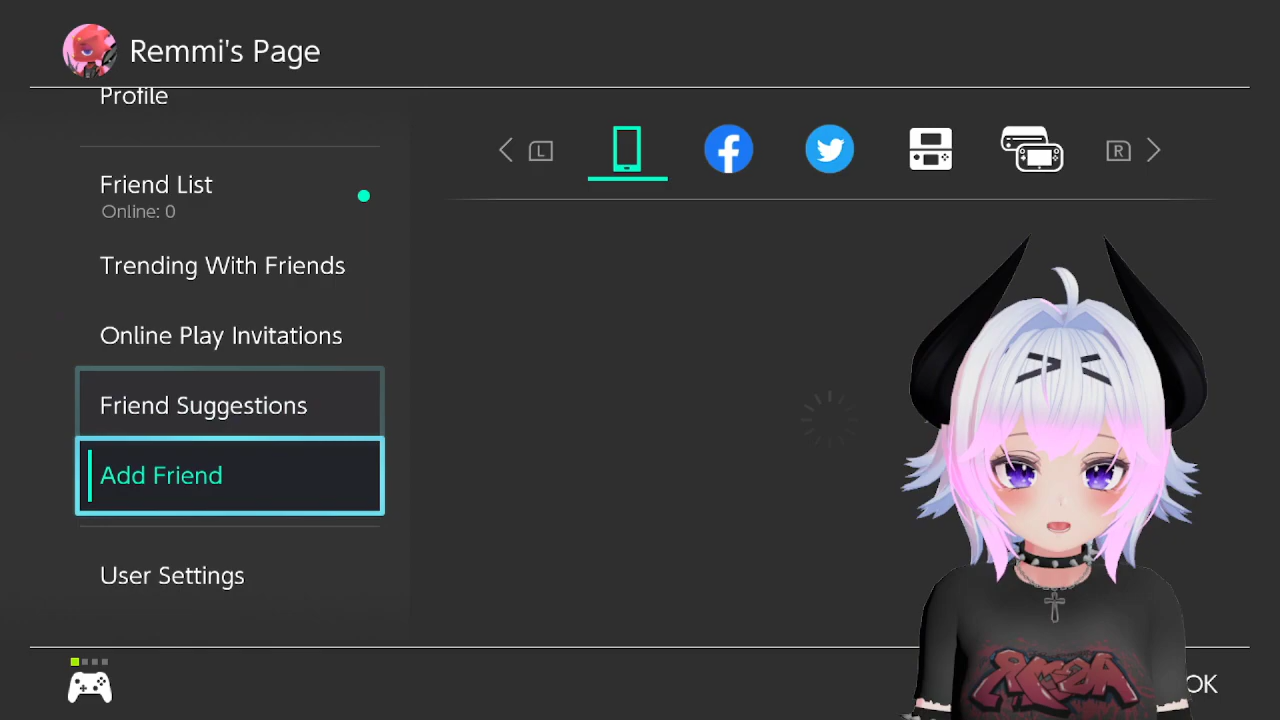 Remmi's Page
Profile
Friend List
Online: 0
Trending With Friends
Online Play Invitations
Friend Suggestions
Add Friend
User Settings
L
R
OK